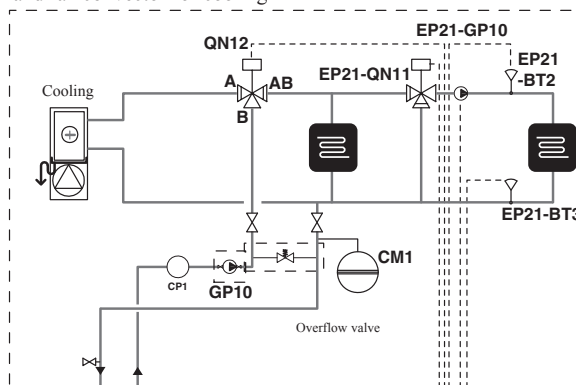 QN12
EP21-GP10
EP21
-BT2
EP21-QN11
A
AB
B
Cooling
EP21-BT3
CM1
CP1
GP10
Overflow valve